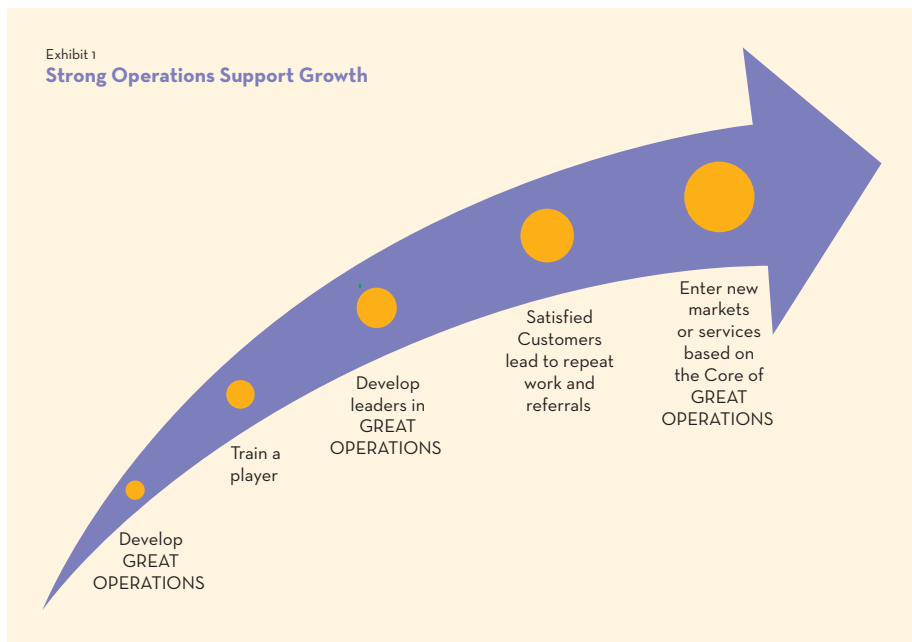 Exhibit 1
Strong Operations Support Growth
Develop
GREAT
OPERATIONS
Train a
player
Develop
leaders in
GREAT
OPERATIONS
Satisfied
Customers
lead to repeat
work and
referrals
Enter new
markets
or services
based on
the Core of
GREAT
OPERATIONS